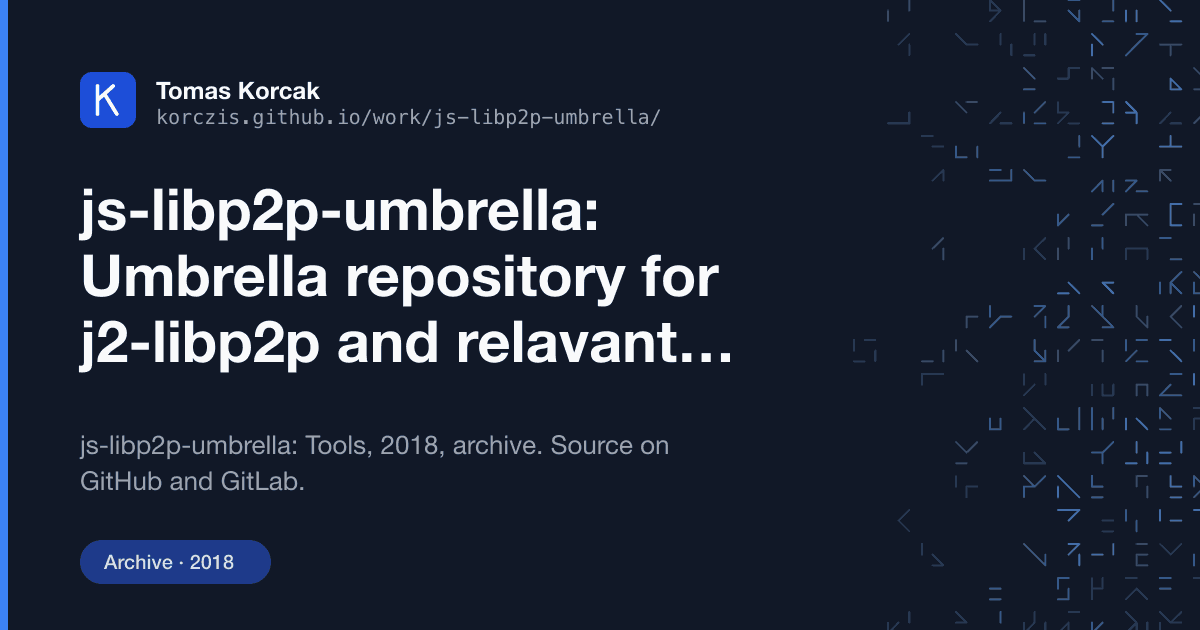 K
Tomas Korcak
korczis.github.io/work/js-libp2p-umbrella/
js-libp2p-umbrella:
Umbrella repository for
j2-libp2p and relavant…
js-libp2p-umbrella: Tools, 2018, archive. Source on
GitHub and GitLab.
Archive · 2018